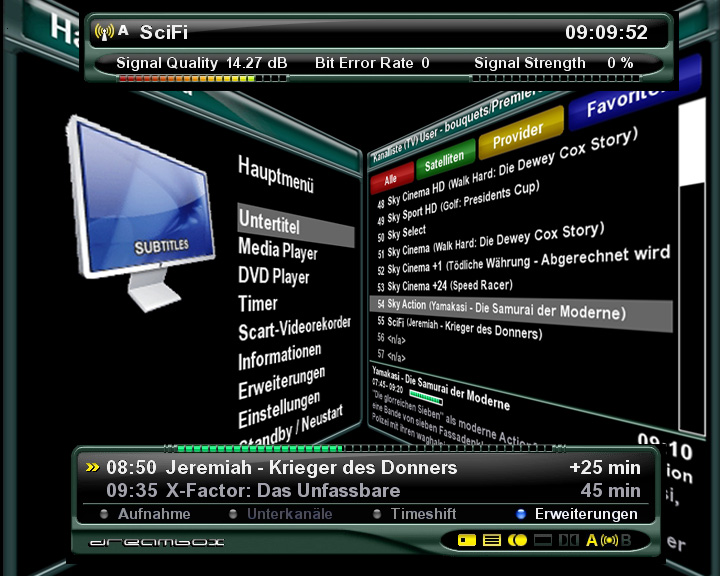 A SciFi 09:09:52
Signal Quality 14.27 dB Bit Error Rate 0 Signal Strength 0 %
Hauptmenü
SUBTITLES
Untertitel
Media Player
DVD Player
Timer
Scart-Videorekorder
Informationen
Erweiterungen
Einstellungen
Standby / Neustart
Kanalliste (TV) User - bouquets/Premiere
Alle Satelliten Provider Favoriten
48 Sky Cinema HD (Walk Hard: Die Dewey Cox Story)
49 Sky Sport HD (Golf: Presidents Cup)
50 Sky Select
51 Sky Cinema (Walk Hard: Die Dewey Cox Story)
52 Sky Cinema +1 (Tödliche Währung - Abgerechnet wird
53 Sky Cinema +24 (Speed Racer)
54 Sky Action (Yamakasi - Die Samurai der Moderne)
55 SciFi (Jeremiah - Krieger des Donners)
56 <n/a>
57 <n/a>
Yamakasi - Die Samurai der Moderne
07:45 - 09:20
"Die glorreichen Sieben" als moderne Action
eine Bande von sieben Fassaden
Polizei mit ihren waghal
09:10
ion
si,
er
08:50 Jeremiah - Krieger des Donners +25 min
09:35 X-Factor: Das Unfassbare 45 min
Aufnahme Unterkanäle Timeshift Erweiterungen
dreambox A B